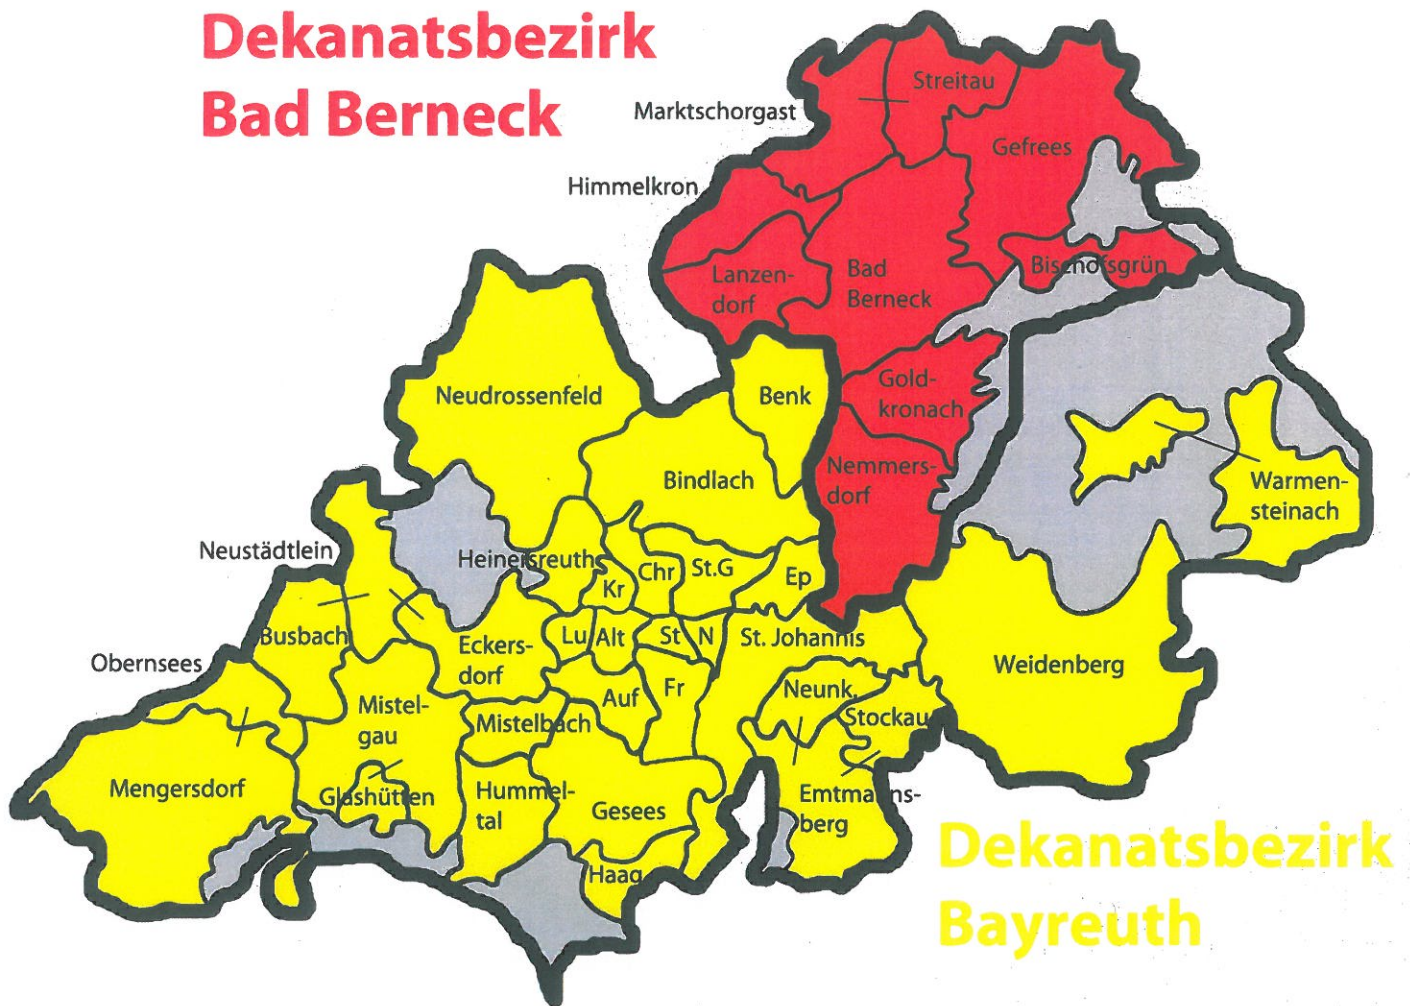 Dekanatsbezirk
Bad Berneck
Streitau
Marktschorgast
Gefrees
Himmelkron
Lanzen-
dorf
Bad
Berneck
Bischofsgrün
Neudrossenfeld
Benk
Gold-
kronach
Bindlach
Nemmers-
dorf
Warmen-
steinach
Neustädtlein
Heinersreuth
Kr
Chr
St.G
Ep
Busbach
Eckers-
dorf
Lu
Alt
St
N
St. Johannis
Obernsees
Weidenberg
Mistel-
gau
Mistelbach
Auf
Fr
Neunk.
Stockau
Mengersdorf
Glashütten
Hummel-
tal
Gesees
Emtmanns-
berg
Haag
Dekanatsbezirk
Bayreuth